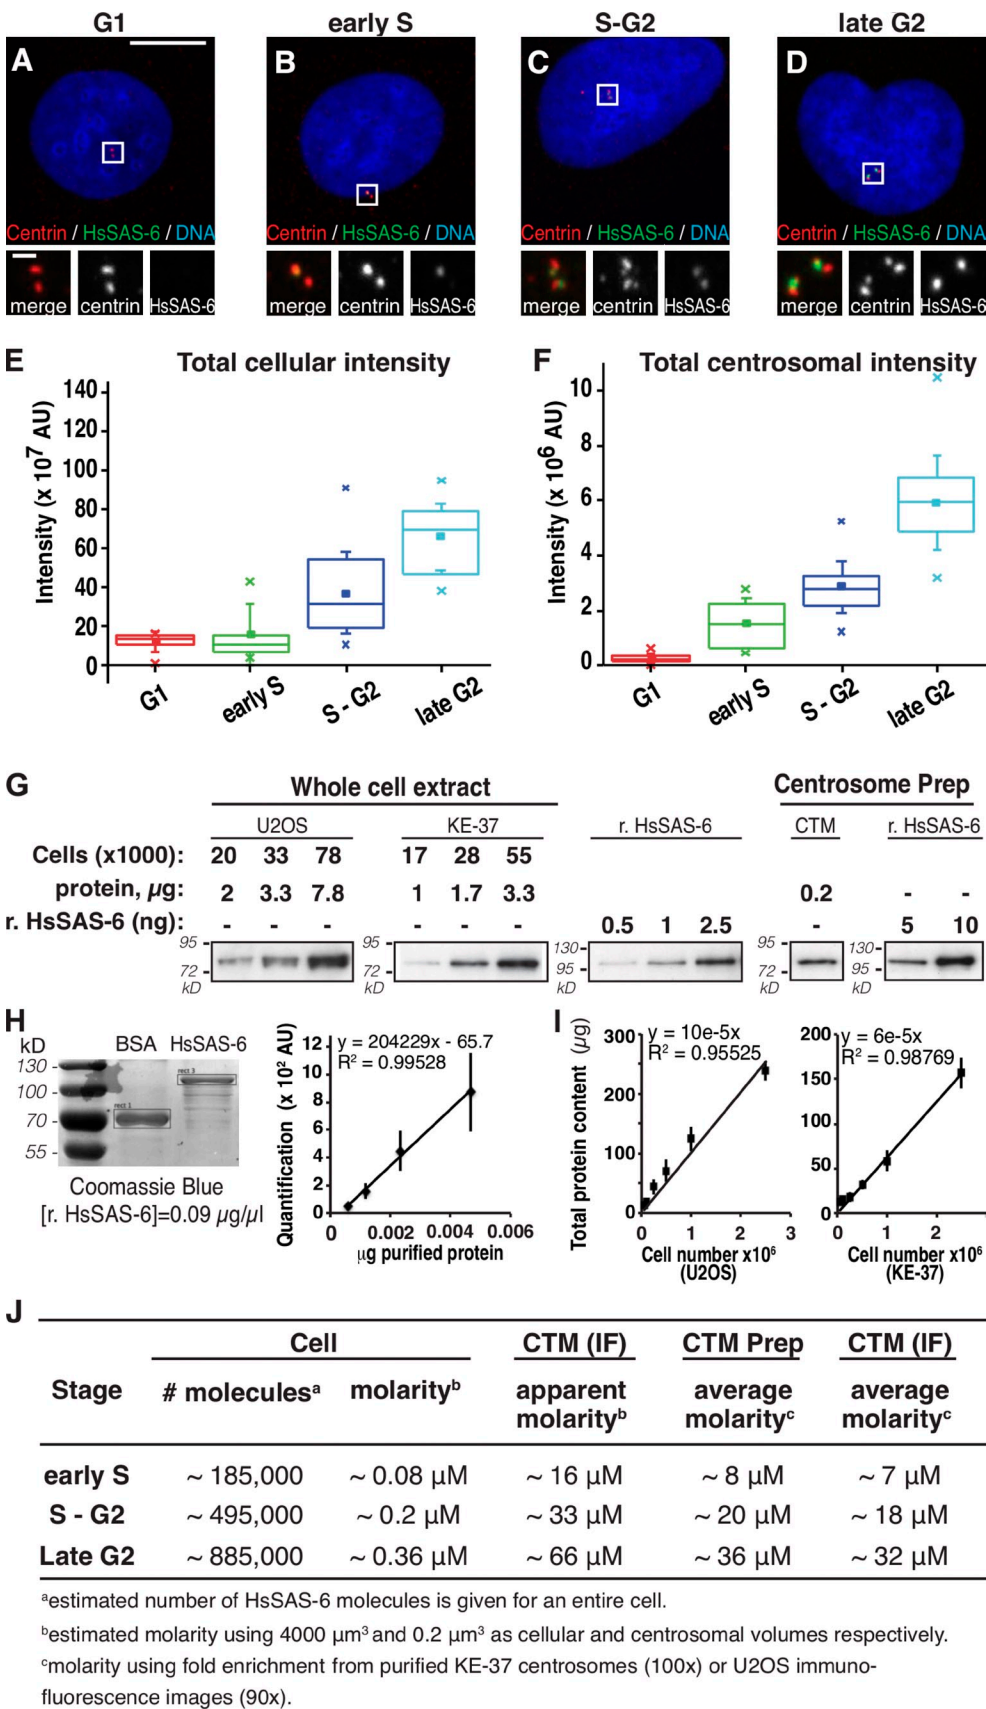 G1 early S S-G2 late G2
A B C D
Centrin / HsSAS-6 / DNA Centrin / HsSAS-6 / DNA Centrin / HsSAS-6 / DNA Centrin / HsSAS-6 / DNA
merge centrin HsSAS-6 merge centrin HsSAS-6 merge centrin HsSAS-6 merge centrin HsSAS-6
E Total cellular intensity
Intensity (x 10⁷ AU)
140
120
100
80
60
40
20
0
G1 early S S - G2 late G2
F Total centrosomal intensity
Intensity (x 10⁶ AU)
10
8
6
4
2
0
G1 early S S - G2 late G2
G Whole cell extract Centrosome Prep
U2OS KE-37 r. HsSAS-6 CTM r. HsSAS-6
Cells (x1000): 20 33 78 17 28 55
protein, µg: 2 3.3 7.8 1 1.7 3.3 0.2 - -
r. HsSAS-6 (ng): - - - - - - 0.5 1 2.5 - 5 10
95 - 95 - 130 - 95 - 130 -
72 - 72 - 95 - 72 - 95 -
kD kD kD kD kD
H
kD BSA HsSAS-6
130 -
100 -
70 -
55 -
rect 3
rect 1
Coomassie Blue
[r. HsSAS-6]=0.09 µg/µl
Quantification (x 10² AU)
y = 204229x - 65.7
R² = 0.99528
12
10
8
6
4
2
0
0 0.002 0.004 0.006
µg purified protein
I
Total protein content (µg)
y = 10e-5x
R² = 0.95525
300
200
100
0
0 1 2 3
Cell number x10⁶
(U2OS)
y = 6e-5x
R² = 0.98769
200
150
100
50
0
0 1 2
Cell number x10⁶
(KE-37)
J
Cell CTM (IF) CTM Prep CTM (IF)
Stage # moleculesᵃ molarityᵇ apparent average average
molarityᵇ molarityᶜ molarityᶜ
early S ~ 185,000 ~ 0.08 µM ~ 16 µM ~ 8 µM ~ 7 µM
S - G2 ~ 495,000 ~ 0.2 µM ~ 33 µM ~ 20 µM ~ 18 µM
Late G2 ~ 885,000 ~ 0.36 µM ~ 66 µM ~ 36 µM ~ 32 µM
ᵃestimated number of HsSAS-6 molecules is given for an entire cell.
ᵇestimated molarity using 4000 µm³ and 0.2 µm³ as cellular and centrosomal volumes respectively.
ᶜmolarity using fold enrichment from purified KE-37 centrosomes (100x) or U2OS immuno-
fluorescence images (90x).